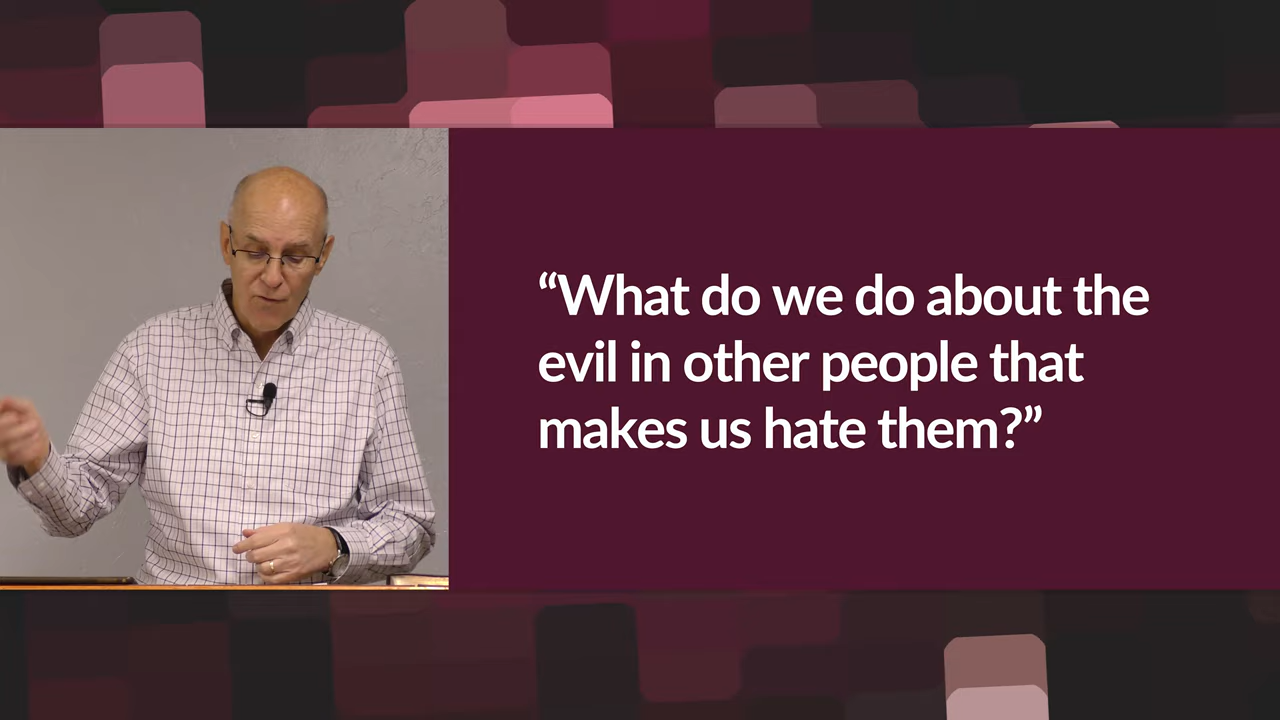 “What do we do about the
evil in other people that
makes us hate them?”